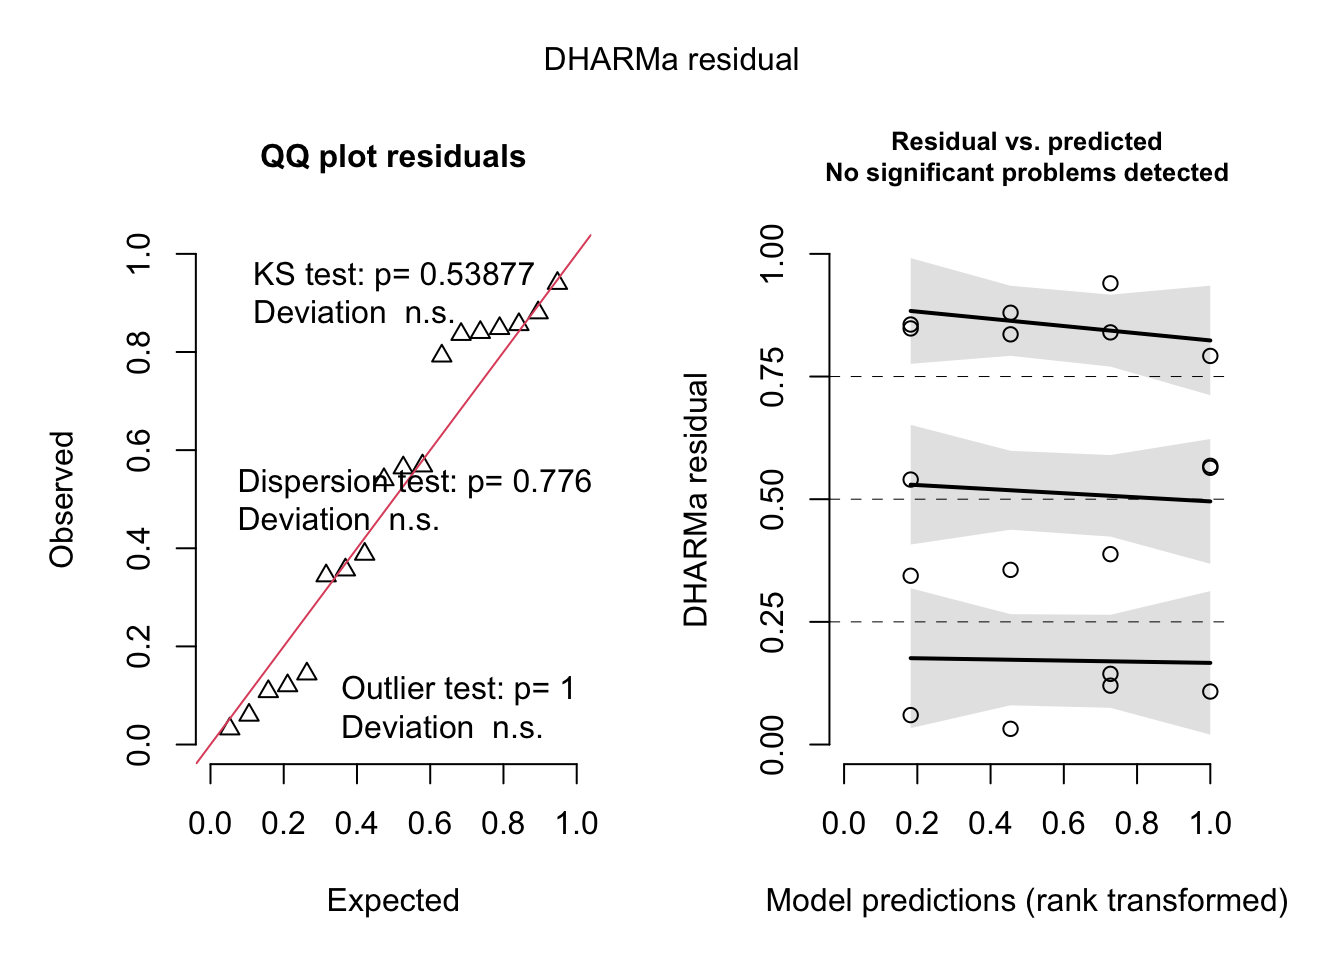 DHARMa residual
QQ plot residuals
KS test: p= 0.53877
Deviation  n.s.
Dispersion test: p= 0.776
Deviation  n.s.
Outlier test: p= 1
Deviation  n.s.
Observed
0.0 0.2 0.4 0.6 0.8 1.0
0.0 0.2 0.4 0.6 0.8 1.0
Expected
Residual vs. predicted
No significant problems detected
DHARMa residual
0.00 0.25 0.50 0.75 1.00
0.0 0.2 0.4 0.6 0.8 1.0
Model predictions (rank transformed)